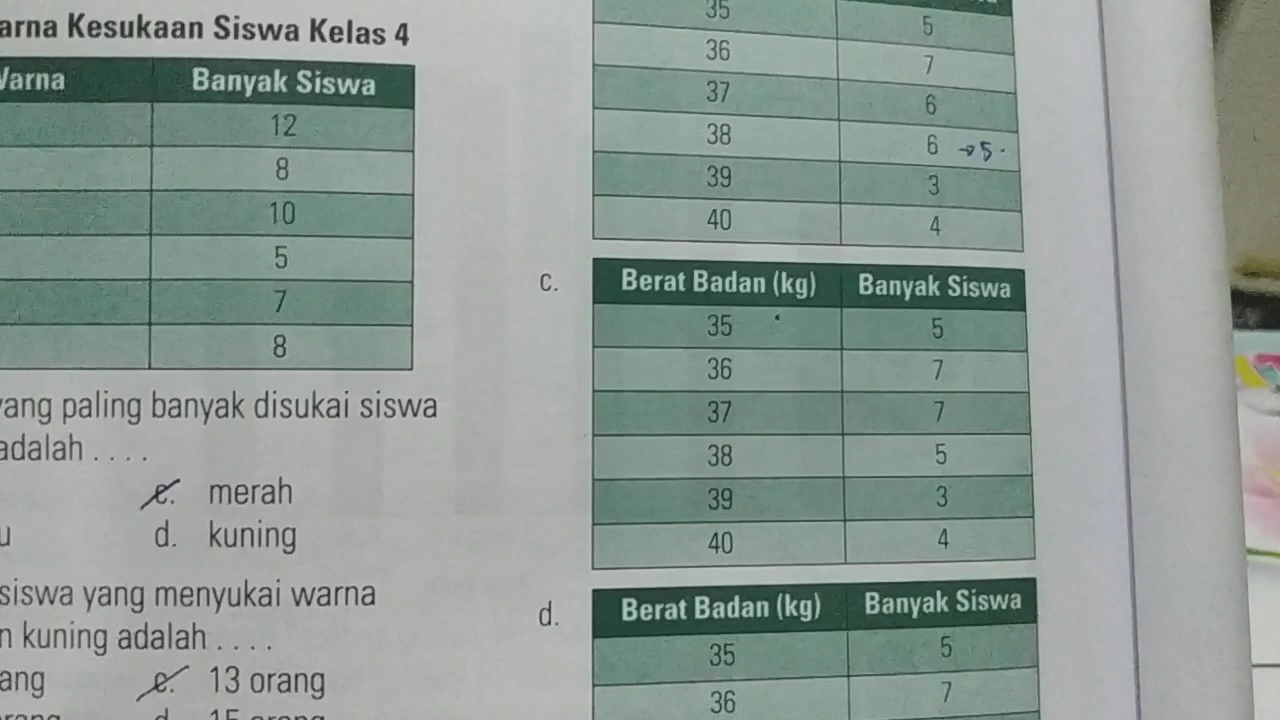 arna Kesukaan Siswa Kelas 4
Warna Banyak Siswa
12
8
10
5
7
8
yang paling banyak disukai siswa
adalah . . . .
c. merah
u d. kuning
siswa yang menyukai warna
n kuning adalah . . . .
ang c. 13 orang
orang d. 15 orang
35 5
36 7
37 6
38 6 →5.
39 3
40 4
c. Berat Badan (kg) Banyak Siswa
35 5
36 7
37 7
38 5
39 3
40 4
d. Berat Badan (kg) Banyak Siswa
35 5
36 7